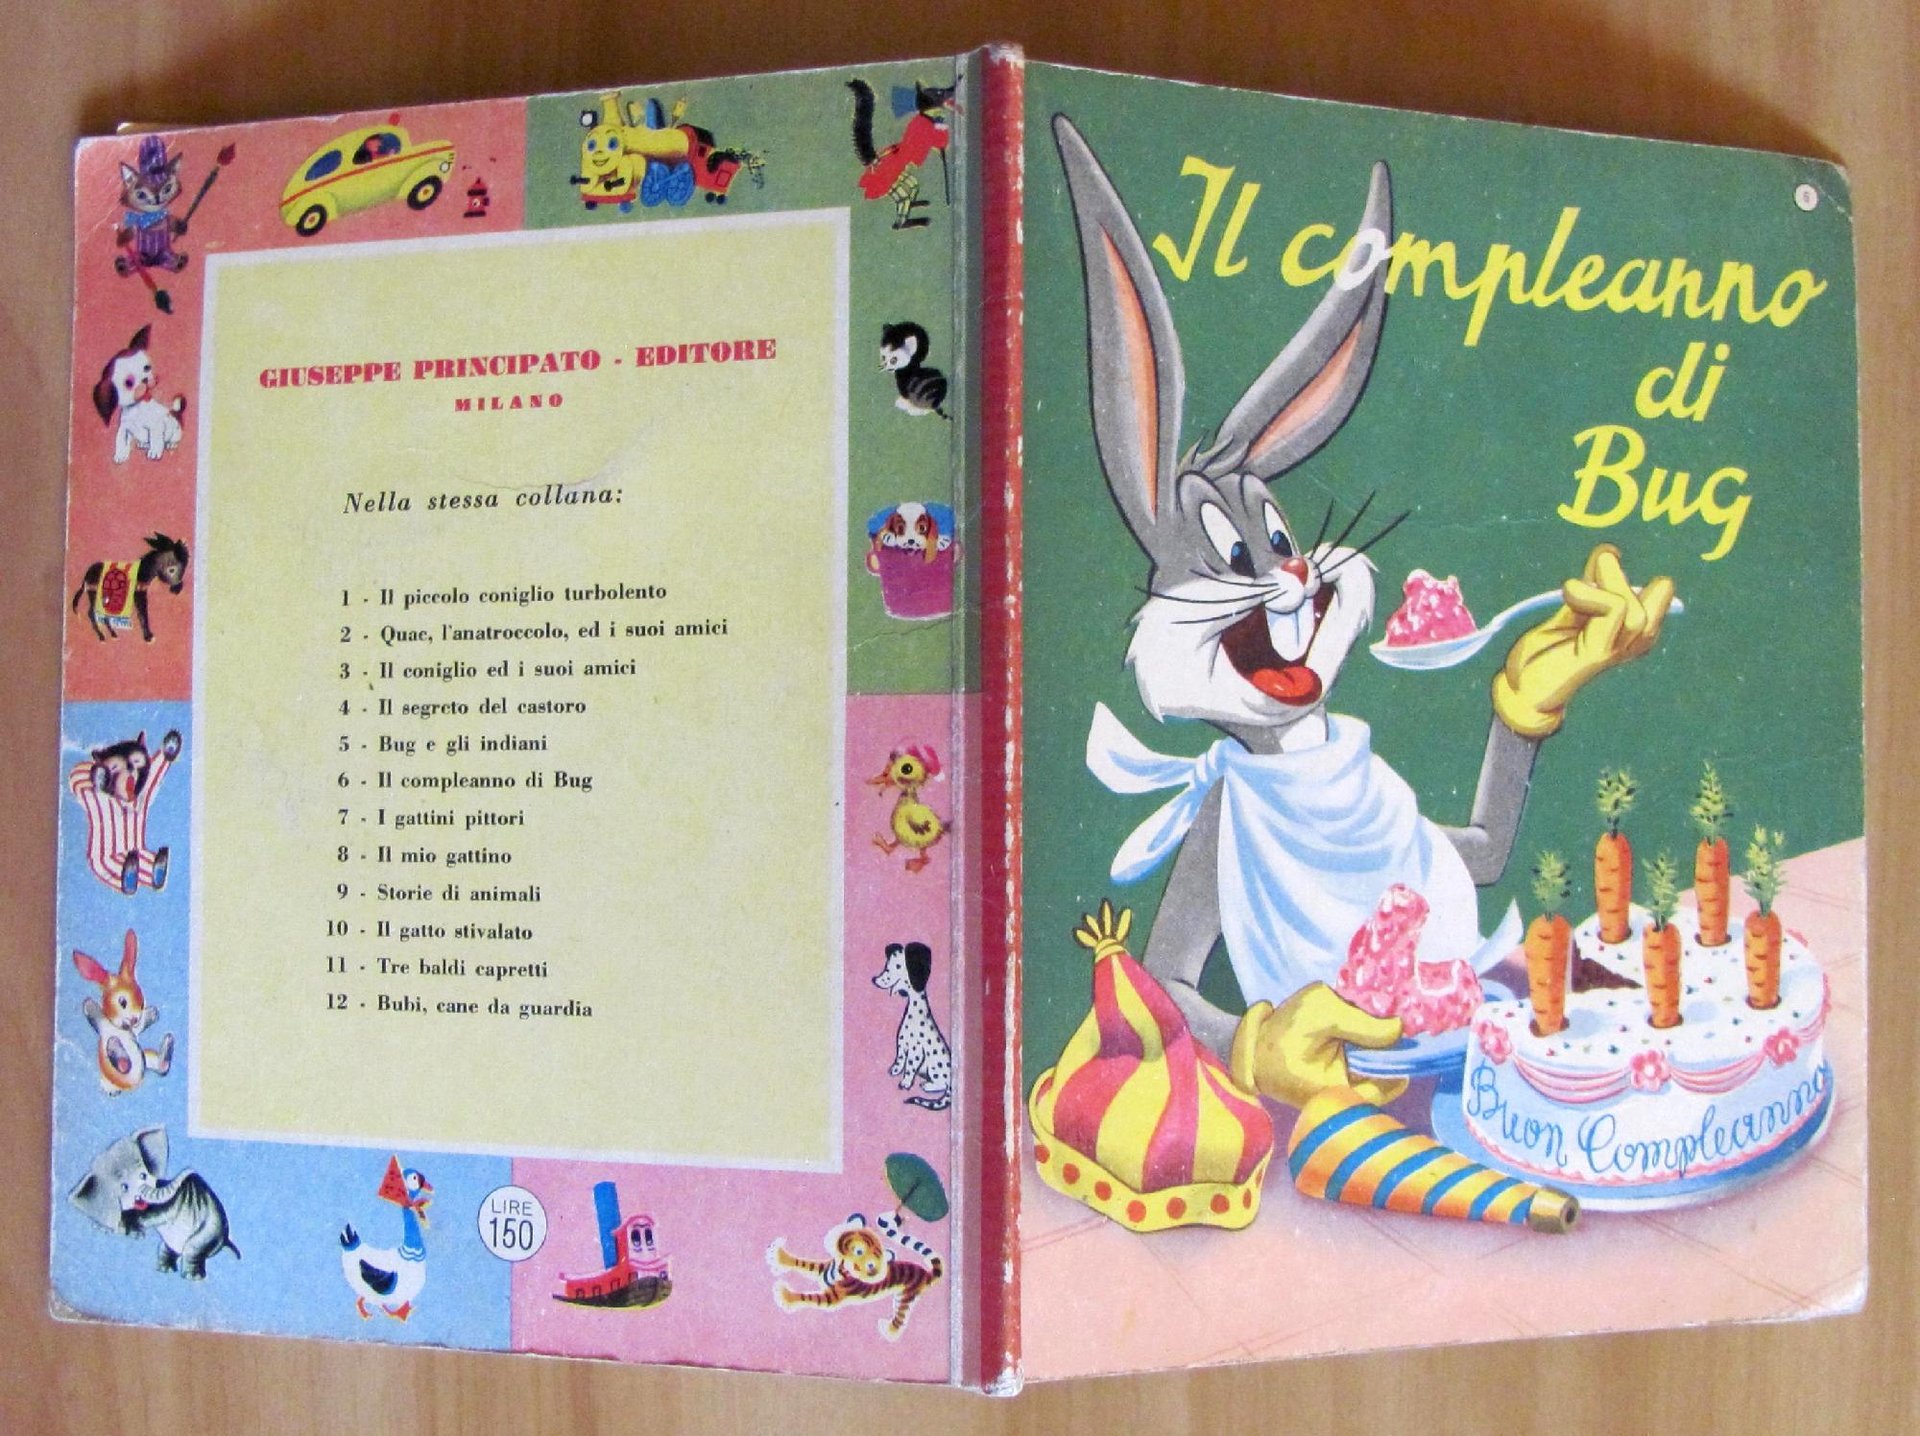 GIUSEPPE PRINCIPATO - EDITORE
MILANO
Nella stessa collana:
1 - Il piccolo coniglio turbolento
2 - Quac, l'anatroccolo, ed i suoi amici
3 - Il coniglio ed i suoi amici
4 - Il segreto del castoro
5 - Bug e gli indiani
6 - Il compleanno di Bug
7 - I gattini pittori
8 - Il mio gattino
9 - Storie di animali
10 - Il gatto stivalato
11 - Tre baldi capretti
12 - Bubi, cane da guardia
LIRE
150
6
Il compleanno
di
Bug
Buon Compleanno